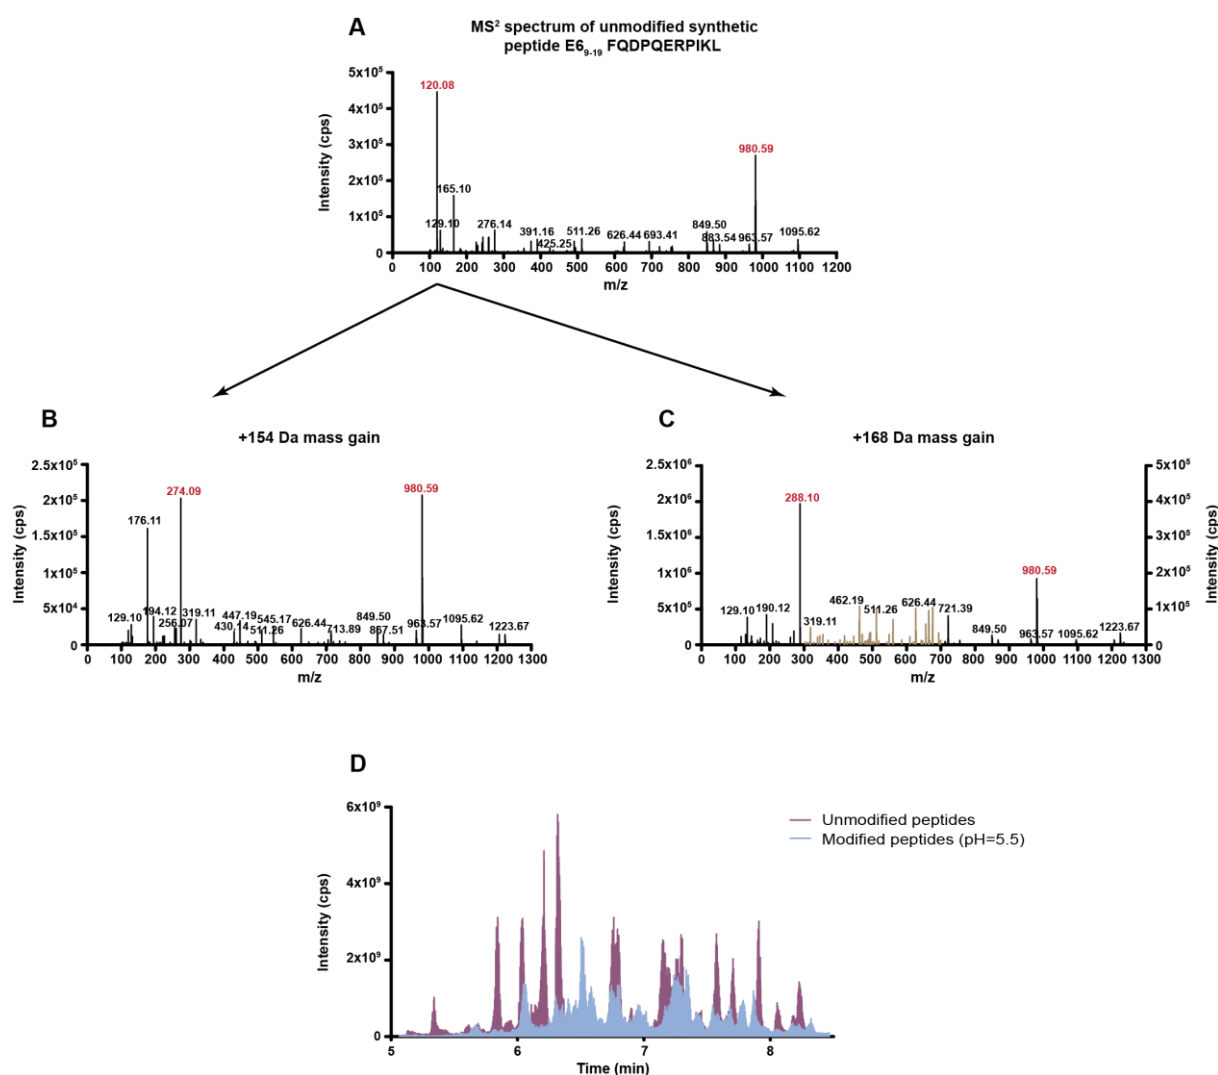 A
MS² spectrum of unmodified synthetic
peptide E6₉₋₁₉ FQDPQERPIKL
5x10⁵
4x10⁵
3x10⁵
2x10⁵
1x10⁵
0
Intensity (cps)
120.08
165.10
129.10
276.14
391.16
425.25
511.26
626.44
693.41
849.50
883.54
963.57
980.59
1095.62
0 100 200 300 400 500 600 700 800 900 1000 1100 1200
m/z
B
+154 Da mass gain
2.5x10⁵
2x10⁵
1.5x10⁵
1x10⁵
5x10⁴
0
Intensity (cps)
274.09
176.11
129.10
194.12
256.07
319.11
430.14
447.19
511.26
545.17
626.44
713.89
849.50
867.51
963.57
980.59
1095.62
1223.67
0 100 200 300 400 500 600 700 800 900 1000 1100 1200 1300
m/z
C
+168 Da mass gain
2.5x10⁶
2x10⁶
1.5x10⁶
1x10⁶
5x10⁵
0
Intensity (cps)
288.10
129.10
190.12
319.11
462.19
511.26
626.44
721.39
849.50
963.57
980.59
1095.62
1223.67
5x10⁵
4x10⁵
3x10⁵
2x10⁵
1x10⁵
0
Intensity (cps)
0 100 200 300 400 500 600 700 800 900 1000 1100 1200 1300
m/z
D
6x10⁹
4x10⁹
2x10⁹
0
Intensity (cps)
Unmodified peptides
Modified peptides (pH=5.5)
5 6 7 8
Time (min)